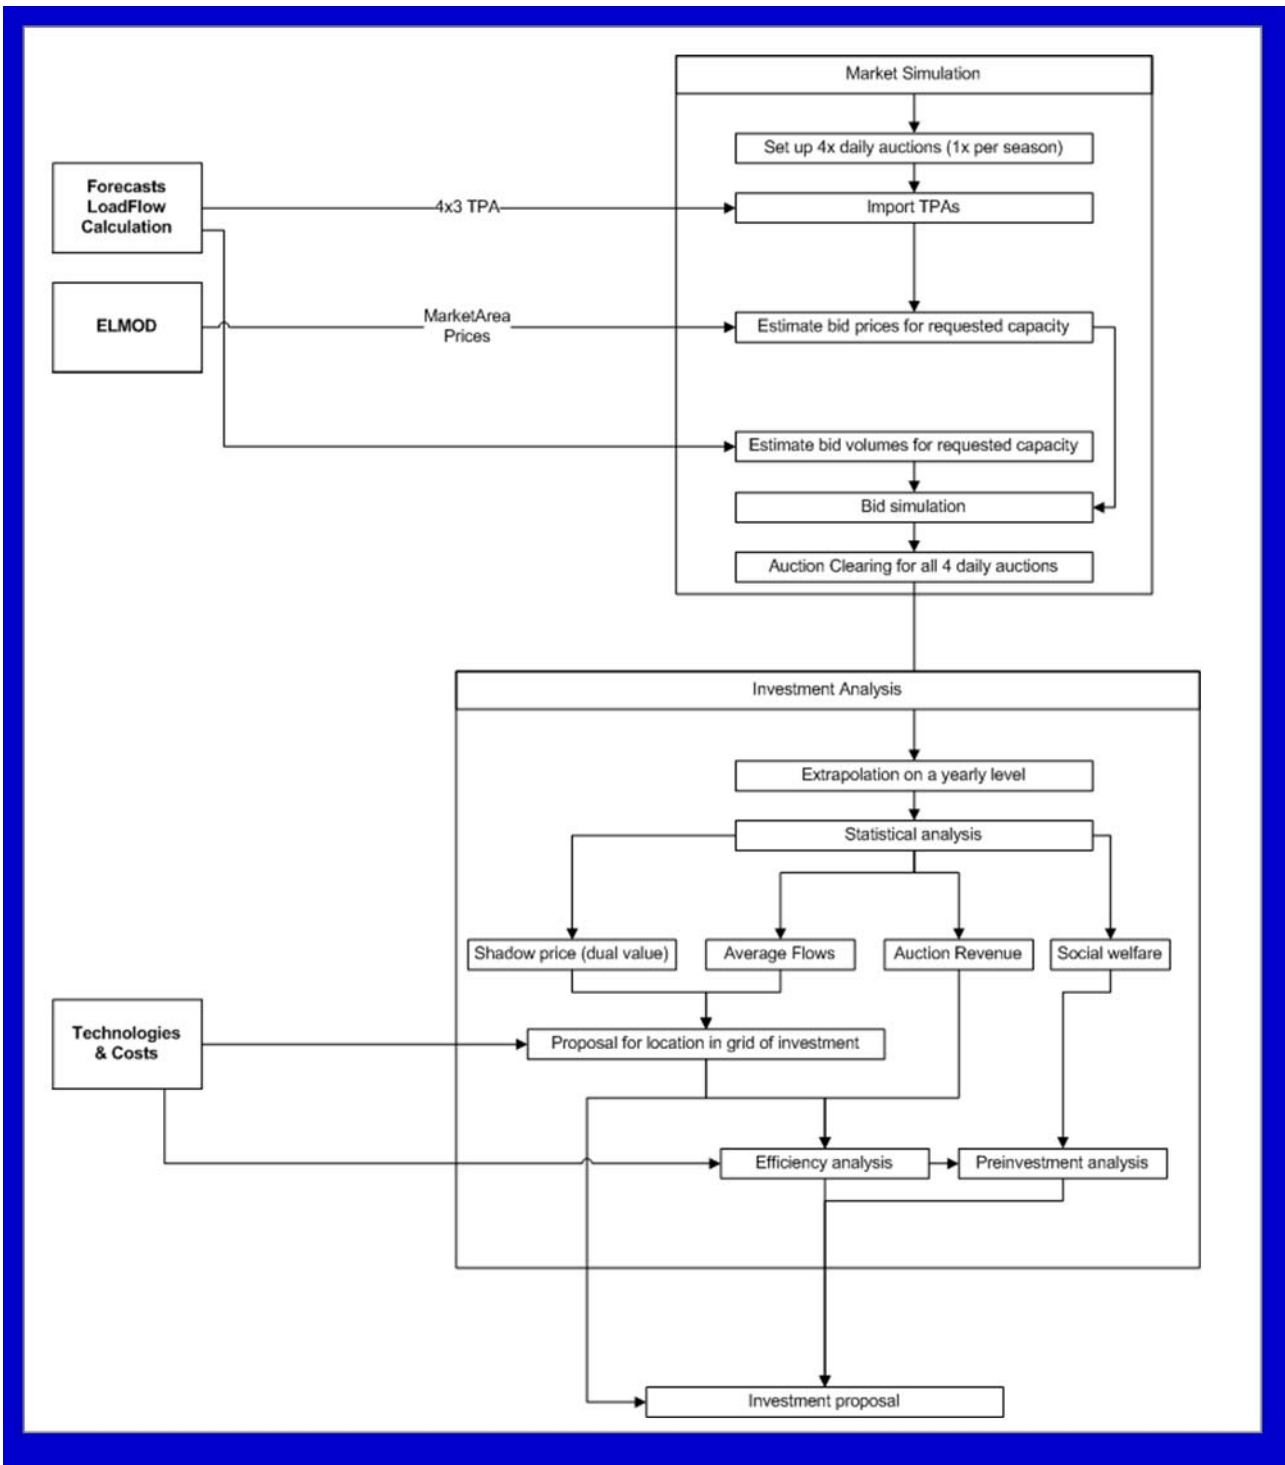 Market Simulation
Set up 4x daily auctions (1x per season)
Forecasts
LoadFlow
Calculation
4x3 TPA
Import TPAs
ELMOD
MarketArea
Prices
Estimate bid prices for requested capacity
Estimate bid volumes for requested capacity
Bid simulation
Auction Clearing for all 4 daily auctions
Investment Analysis
Extrapolation on a yearly level
Statistical analysis
Shadow price (dual value)
Average Flows
Auction Revenue
Social welfare
Technologies
& Costs
Proposal for location in grid of investment
Efficiency analysis
Preinvestment analysis
Investment proposal